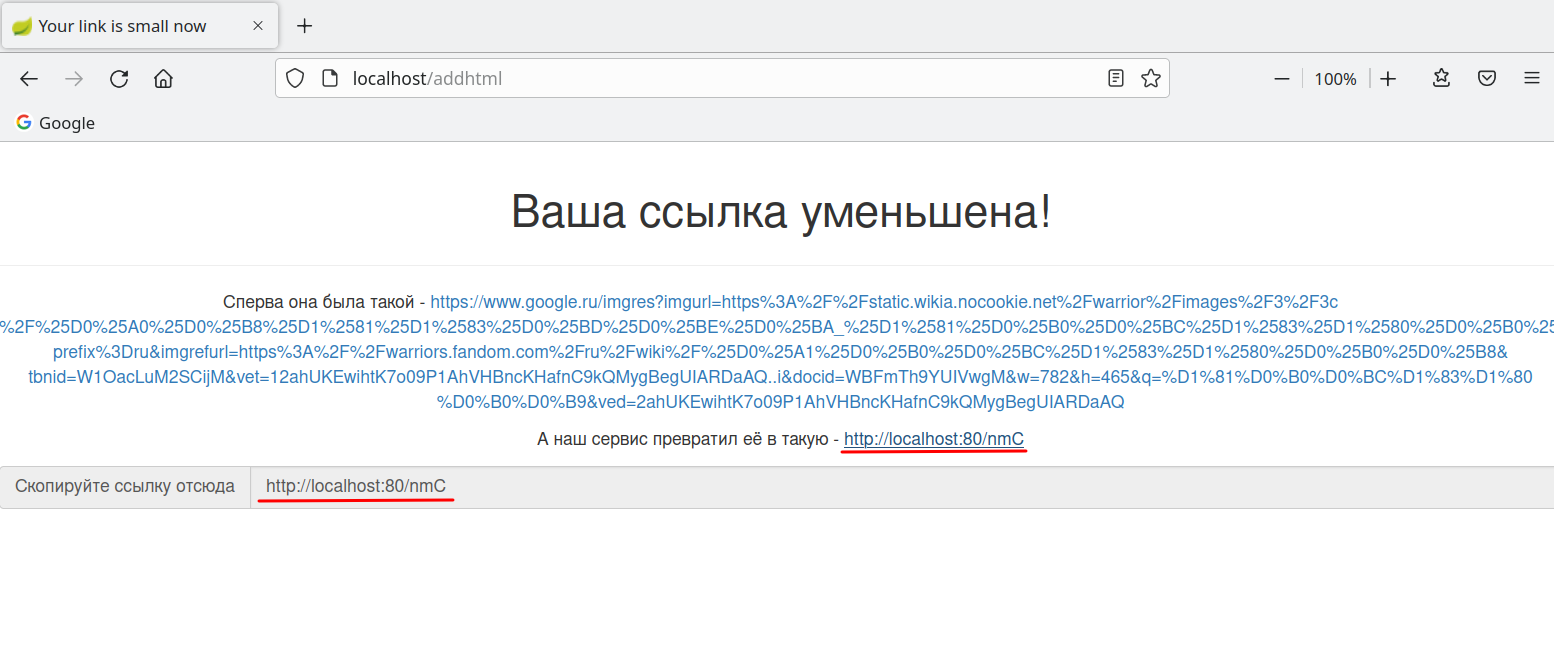 Your link is small now
localhost/addhtml
100%
Google
Ваша ссылка уменьшена!
Сперва она была такой - https://www.google.ru/imgres?imgurl=https%3A%2F%2Fstatic.wikia.nocookie.net%2Fwarrior%2Fimages%2F3%2F3c
%2F%25D0%25A0%25D0%25B8%25D1%2581%25D1%2583%25D0%25BD%25D0%25BE%25D0%25BA_%25D1%2581%25D0%25B0%25D0%25BC%25D1%2583%25D1%2580%25D0%25B0%25
prefix%3Dru&imgrefurl=https%3A%2F%2Fwarriors.fandom.com%2Fru%2Fwiki%2F%25D0%25A1%25D0%25B0%25D0%25BC%25D1%2583%25D1%2580%25D0%25B0%25D0%25B8&
tbnid=W1OacLuM2SCijM&vet=12ahUKEwihtK7o09P1AhVHBncKHafnC9kQMygBegUIARDaAQ..i&docid=WBFmTh9YUIVwgM&w=782&h=465&q=%D1%81%D0%B0%D0%BC%D1%83%D1%80
%D0%B0%D0%B9&ved=2ahUKEwihtK7o09P1AhVHBncKHafnC9kQMygBegUIARDaAQ
А наш сервис превратил её в такую - http://localhost:80/nmC
Скопируйте ссылку отсюда http://localhost:80/nmC